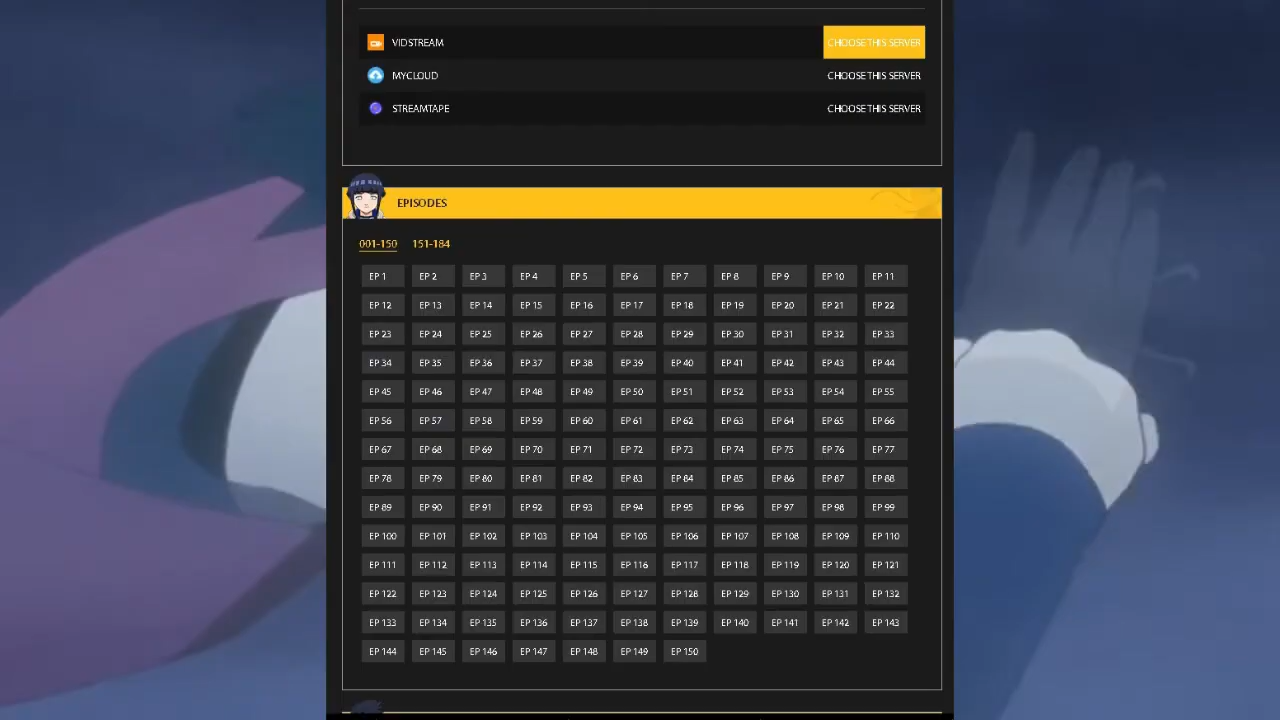 VIDSTREAM CHOOSE THIS SERVER
MYCLOUD CHOOSE THIS SERVER
STREAMTAPE CHOOSE THIS SERVER
EPISODES
001-150 151-184
EP 1 EP 2 EP 3 EP 4 EP 5 EP 6 EP 7 EP 8 EP 9 EP 10 EP 11
EP 12 EP 13 EP 14 EP 15 EP 16 EP 17 EP 18 EP 19 EP 20 EP 21 EP 22
EP 23 EP 24 EP 25 EP 26 EP 27 EP 28 EP 29 EP 30 EP 31 EP 32 EP 33
EP 34 EP 35 EP 36 EP 37 EP 38 EP 39 EP 40 EP 41 EP 42 EP 43 EP 44
EP 45 EP 46 EP 47 EP 48 EP 49 EP 50 EP 51 EP 52 EP 53 EP 54 EP 55
EP 56 EP 57 EP 58 EP 59 EP 60 EP 61 EP 62 EP 63 EP 64 EP 65 EP 66
EP 67 EP 68 EP 69 EP 70 EP 71 EP 72 EP 73 EP 74 EP 75 EP 76 EP 77
EP 78 EP 79 EP 80 EP 81 EP 82 EP 83 EP 84 EP 85 EP 86 EP 87 EP 88
EP 89 EP 90 EP 91 EP 92 EP 93 EP 94 EP 95 EP 96 EP 97 EP 98 EP 99
EP 100 EP 101 EP 102 EP 103 EP 104 EP 105 EP 106 EP 107 EP 108 EP 109 EP 110
EP 111 EP 112 EP 113 EP 114 EP 115 EP 116 EP 117 EP 118 EP 119 EP 120 EP 121
EP 122 EP 123 EP 124 EP 125 EP 126 EP 127 EP 128 EP 129 EP 130 EP 131 EP 132
EP 133 EP 134 EP 135 EP 136 EP 137 EP 138 EP 139 EP 140 EP 141 EP 142 EP 143
EP 144 EP 145 EP 146 EP 147 EP 148 EP 149 EP 150